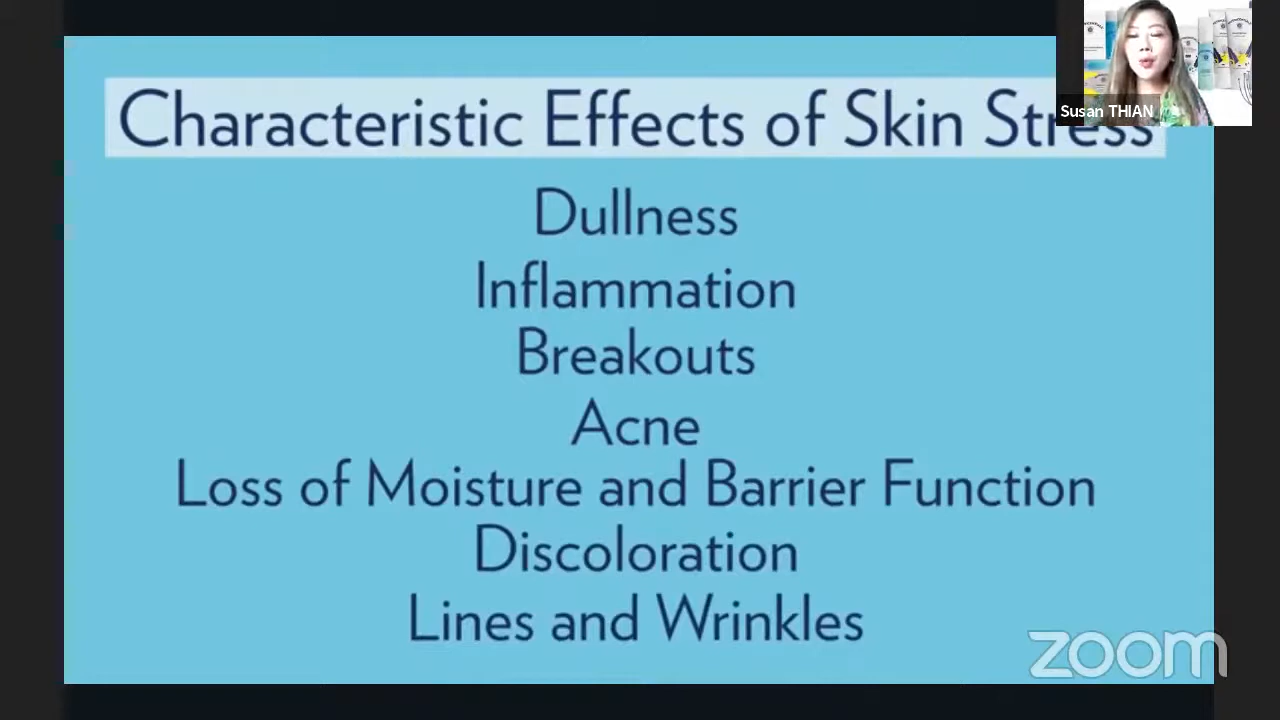 Characteristic Effects of Skin Stress
Susan THIAN
Dullness
Inflammation
Breakouts
Acne
Loss of Moisture and Barrier Function
Discoloration
Lines and Wrinkles
zoom